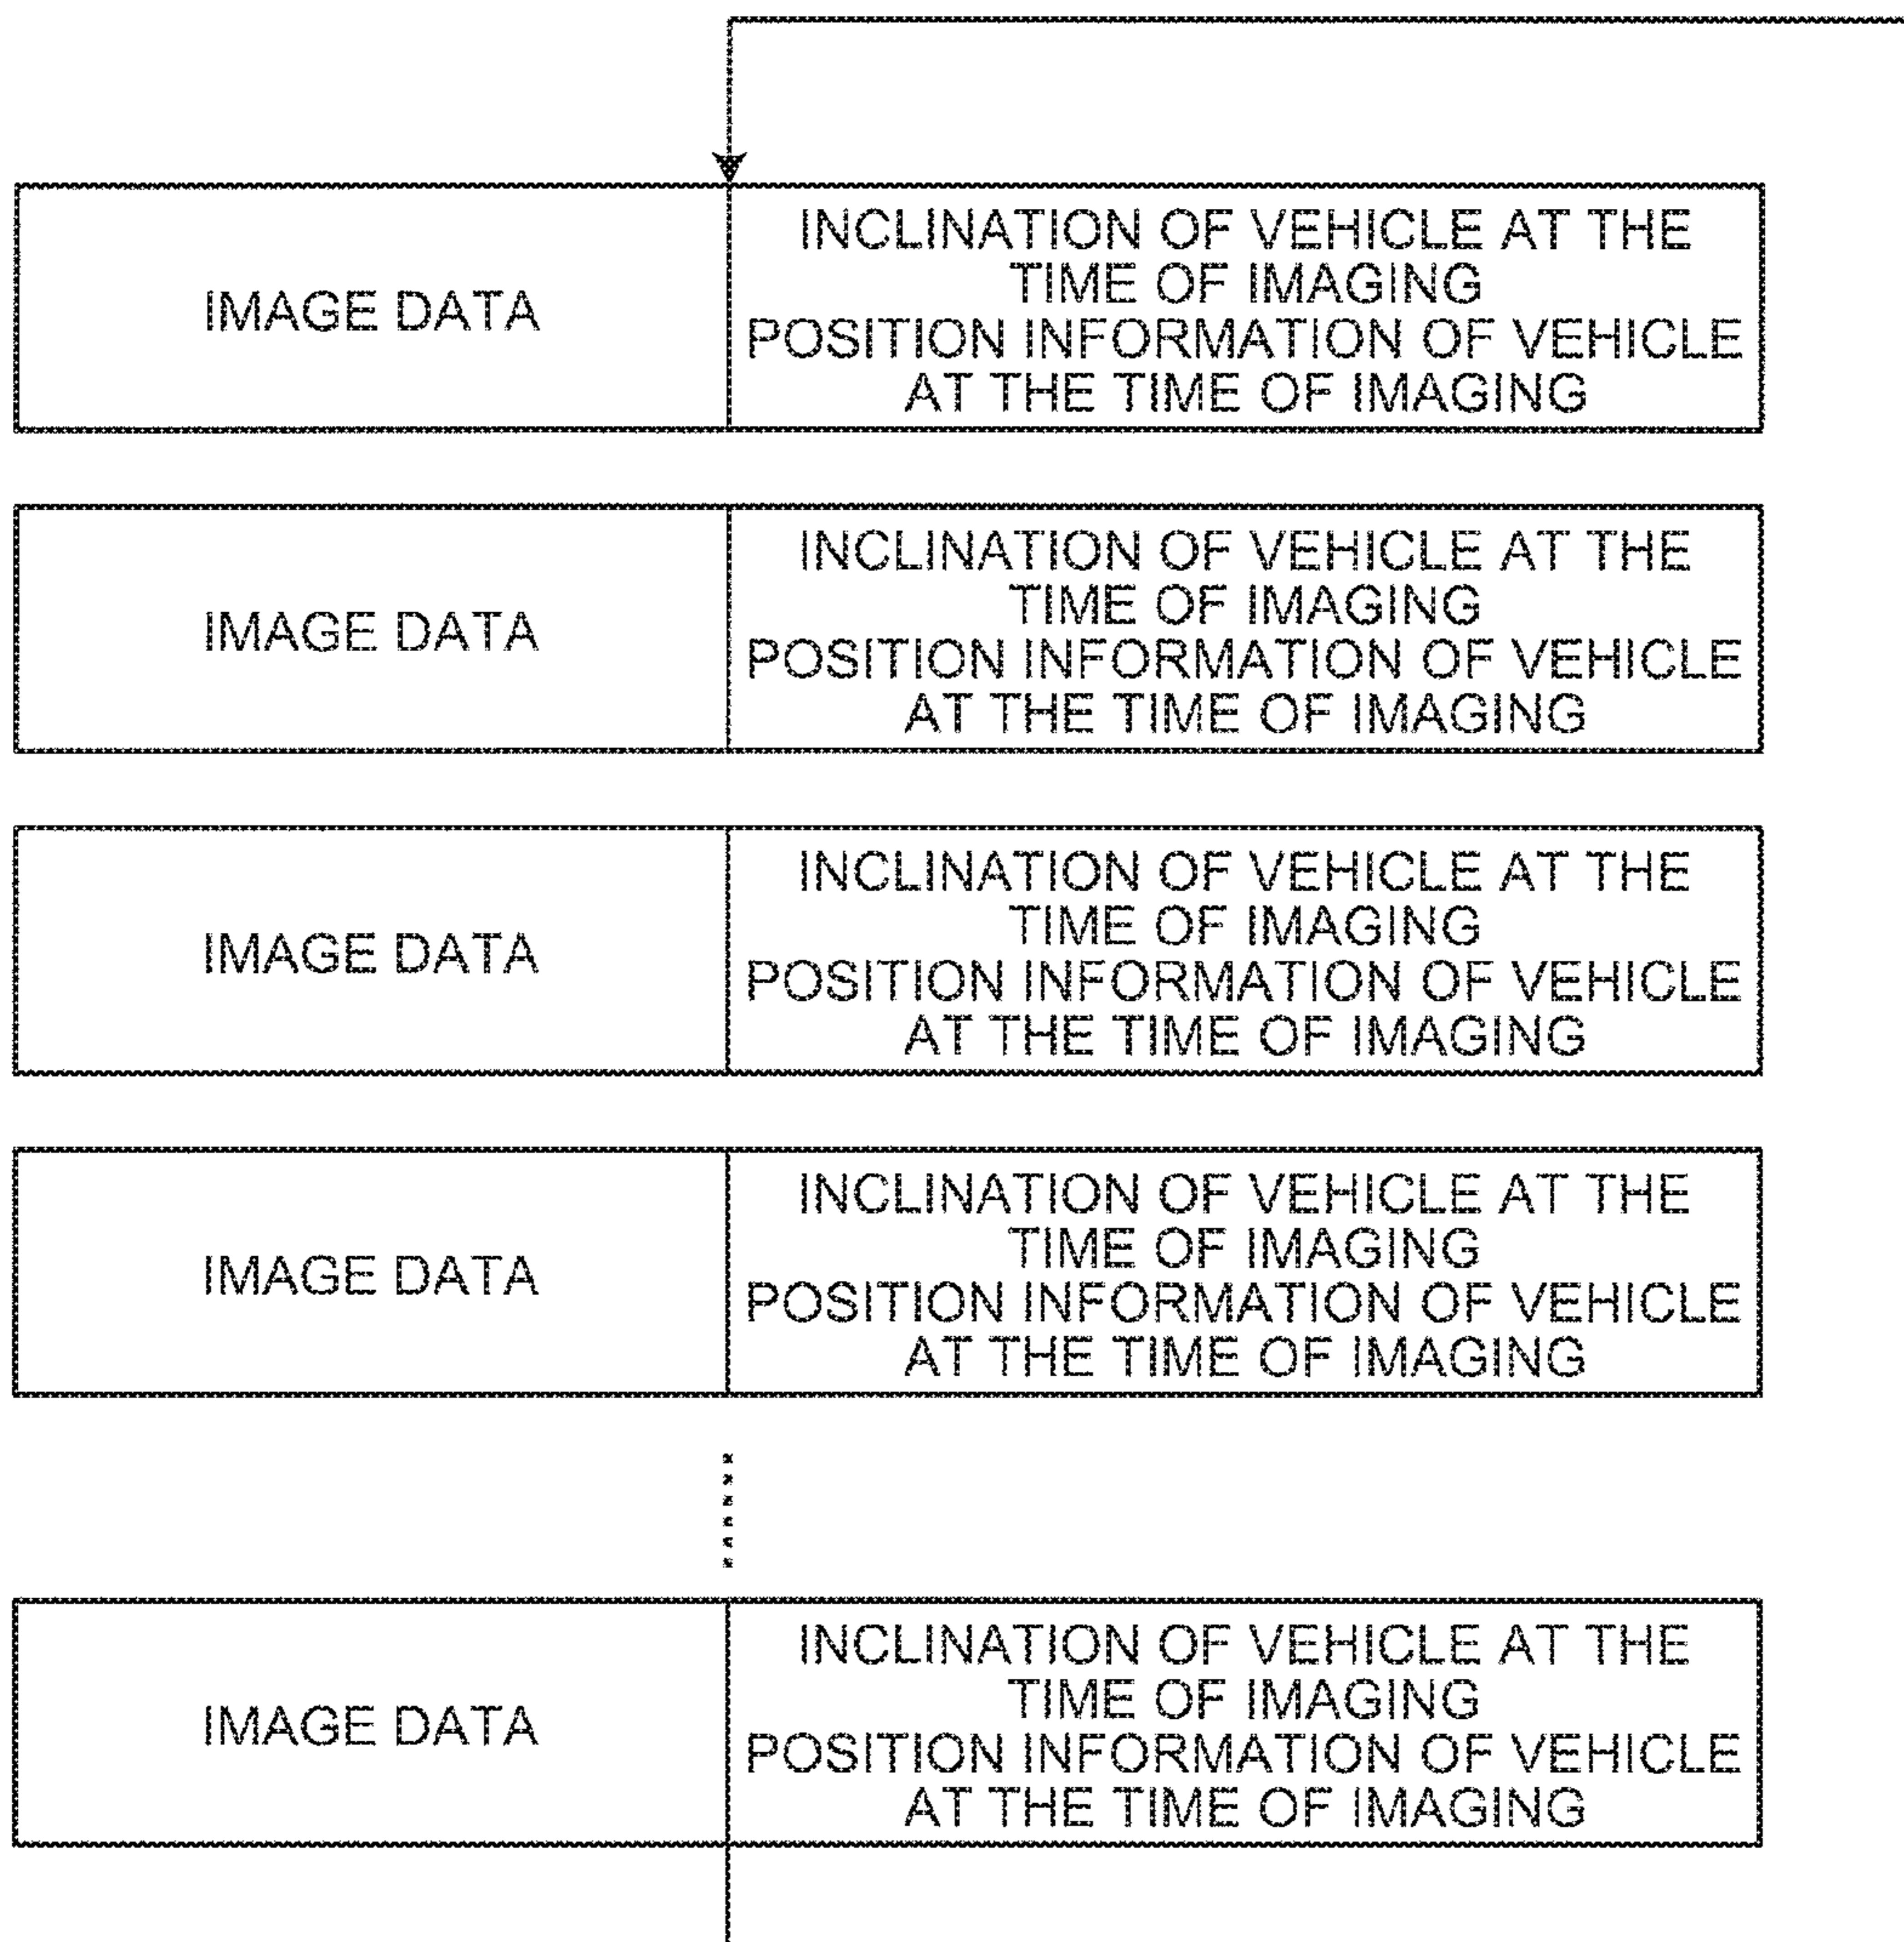 IMAGE DATA
INCLINATION OF VEHICLE AT THE
TIME OF IMAGING
POSITION INFORMATION OF VEHICLE
AT THE TIME OF IMAGING
IMAGE DATA
INCLINATION OF VEHICLE AT THE
TIME OF IMAGING
POSITION INFORMATION OF VEHICLE
AT THE TIME OF IMAGING
IMAGE DATA
INCLINATION OF VEHICLE AT THE
TIME OF IMAGING
POSITION INFORMATION OF VEHICLE
AT THE TIME OF IMAGING
IMAGE DATA
INCLINATION OF VEHICLE AT THE
TIME OF IMAGING
POSITION INFORMATION OF VEHICLE
AT THE TIME OF IMAGING
IMAGE DATA
INCLINATION OF VEHICLE AT THE
TIME OF IMAGING
POSITION INFORMATION OF VEHICLE
AT THE TIME OF IMAGING